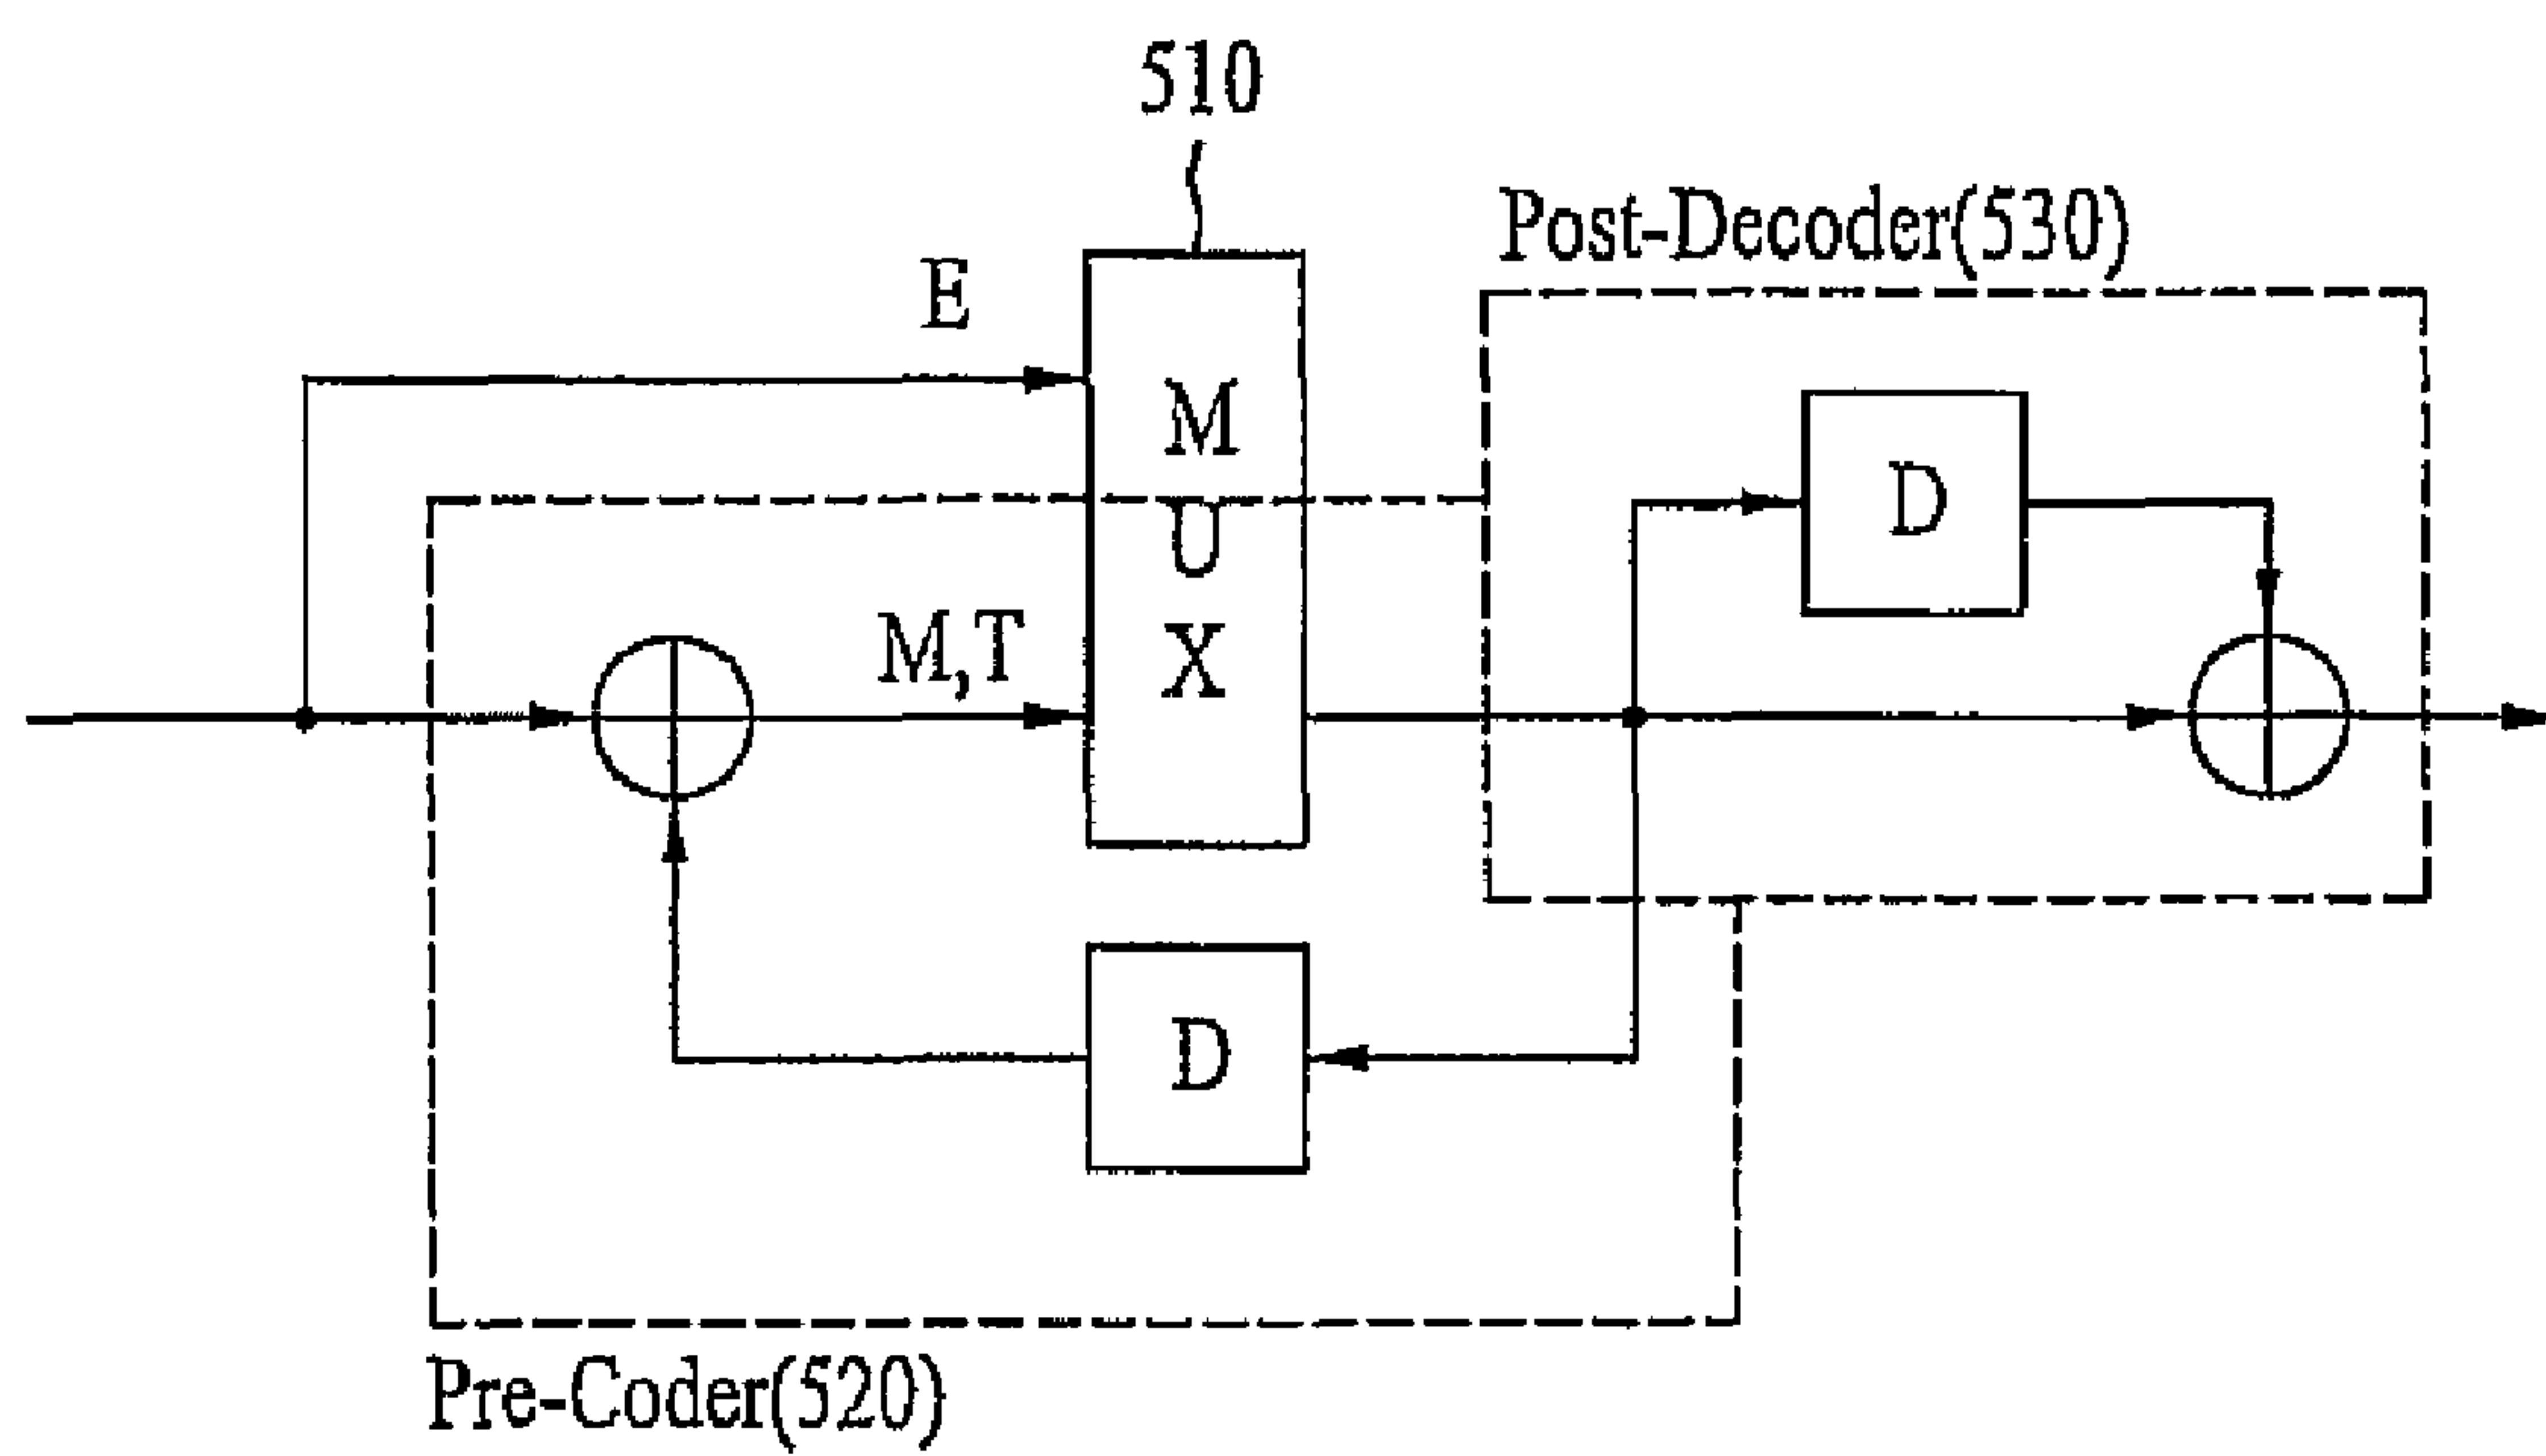 510
Post-Decoder(530)
E
M
U
X
D
M,T
D
Pre-Coder(520)